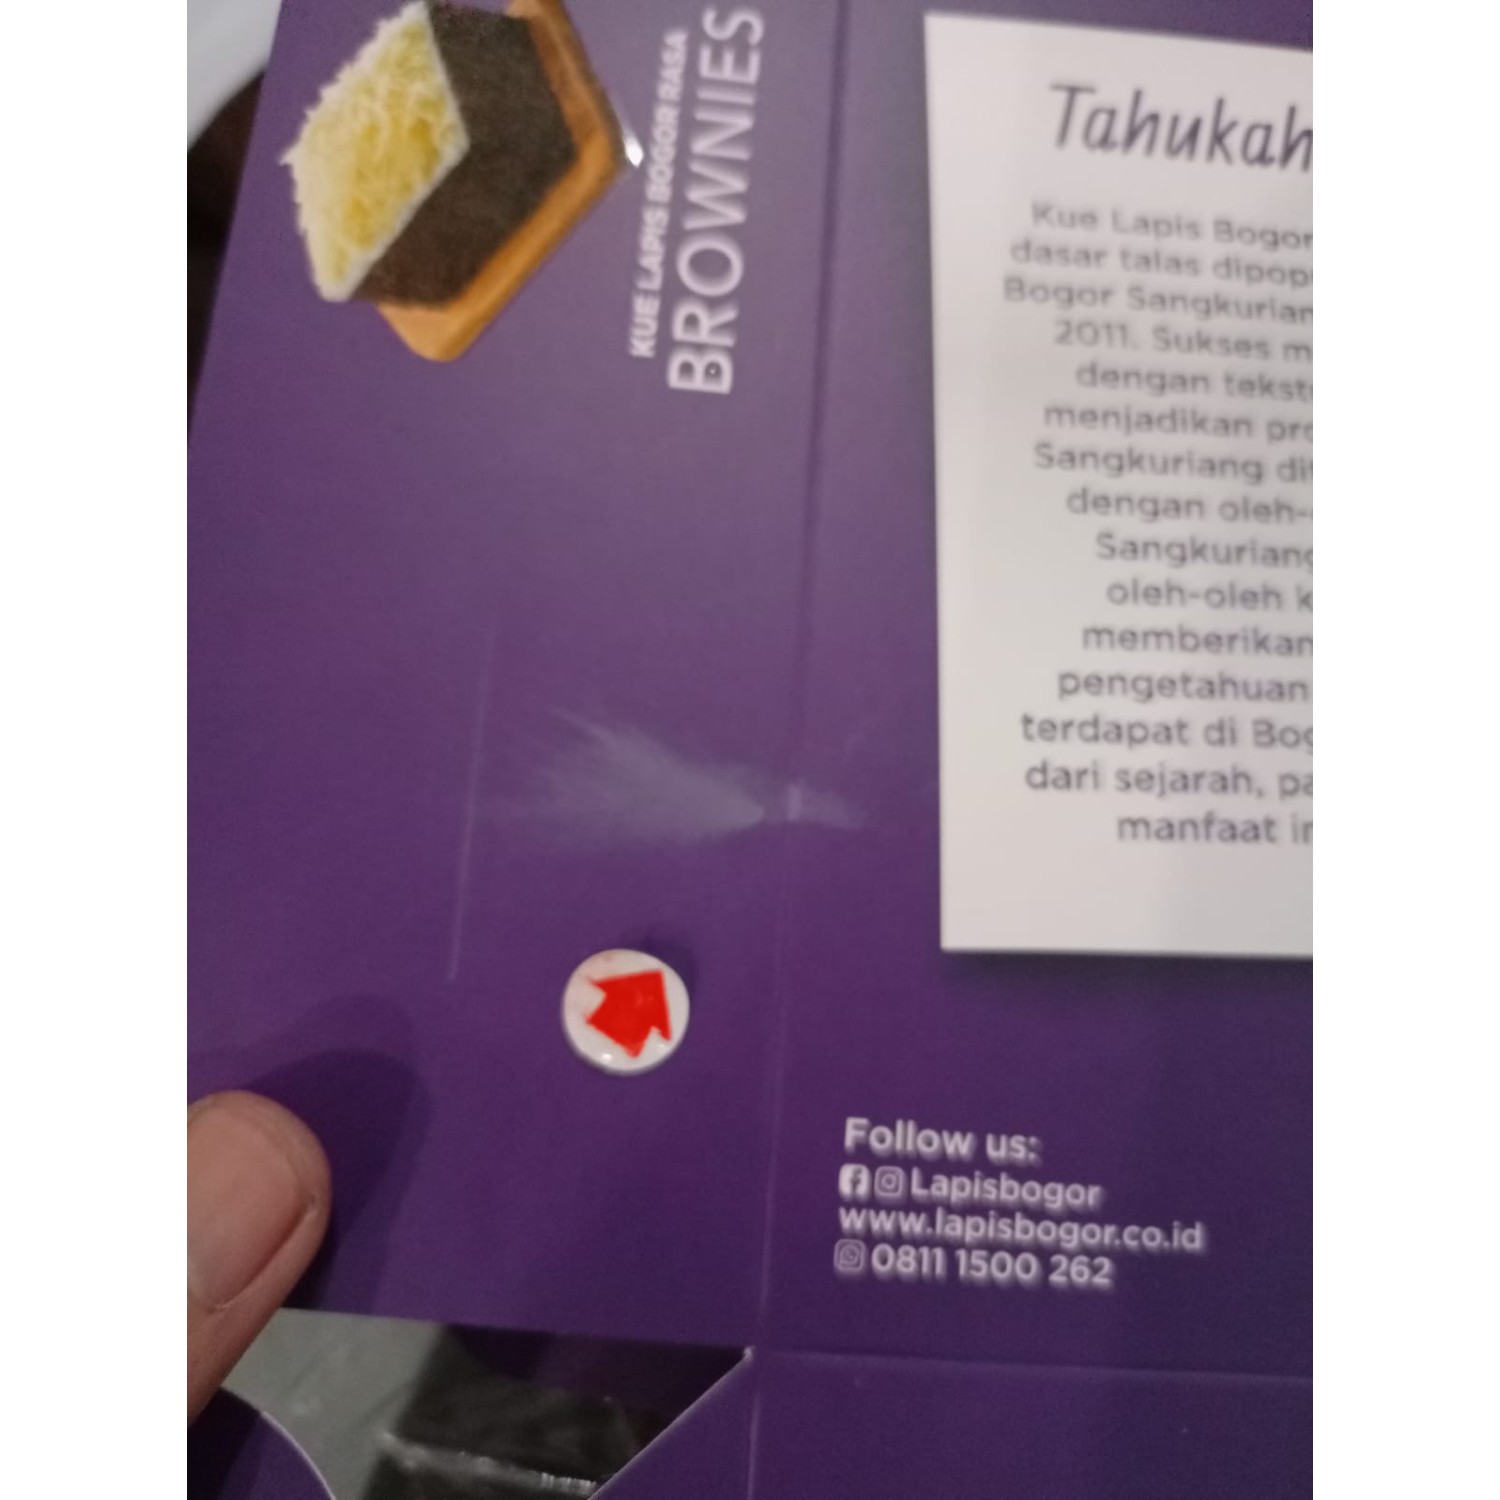 KUE LAPIS BOGOR RASA
BROWNIES
Tahukah
Kue Lapis Bogor
dasar talas dipop
Bogor Sangkurian
2011. Sukses m
dengan tekst
menjadikan pro
Sangkuriang di
dengan oleh-
Sangkuriang
oleh-oleh k
memberikan
pengetahuan
terdapat di Bog
dari sejarah, pa
manfaat in
Follow us:
Lapisbogor
www.lapisbogor.co.id
0811 1500 262